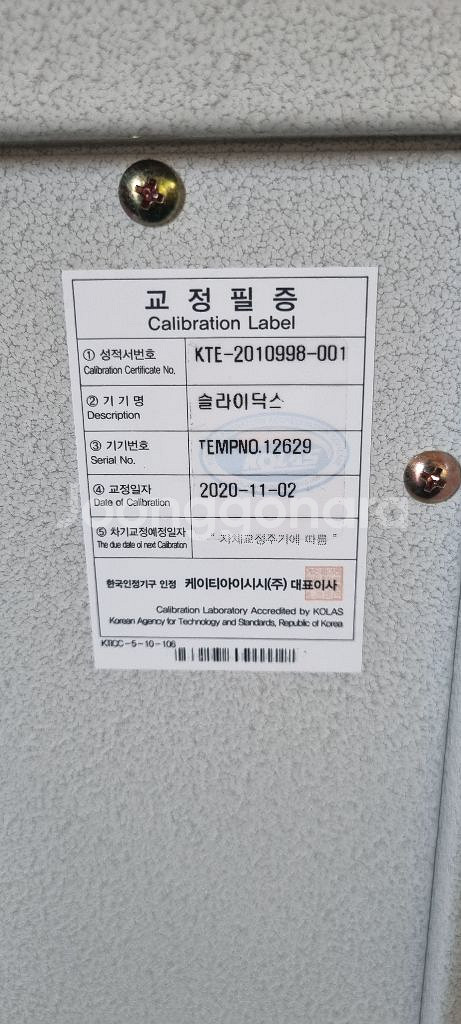 교 정 필 증
Calibration Label
① 성적서번호
Calibration Certificate No.
KTE-2010998-001
② 기 기 명
Description
슬라이닥스
③ 기기번호
Serial No.
TEMPNO.12629
④ 교정일자
Date of Calibration
2020-11-02
⑤ 차기교정예정일자
The due date of next Calibration
" 자체교정주기에 따름 "
한국인정기구 인정 케이티아이시시(주) 대표이사
Calibration Laboratory Accredited by KOLAS
Korean Agency for Technology and Standards, Republic of Korea
KTICC-5-10-106